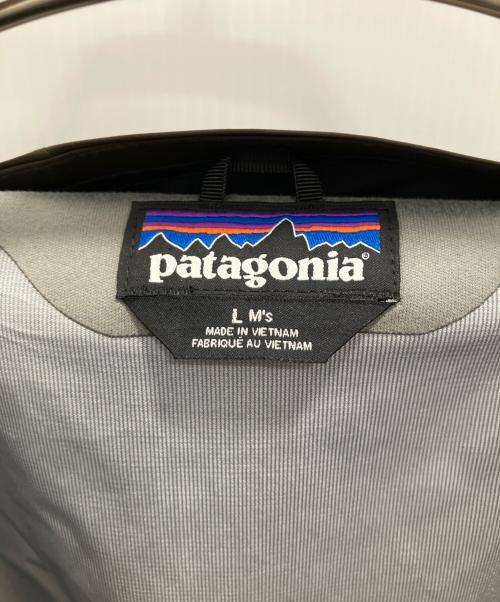 patagonia®
L M's
MADE IN VIETNAM
FABRIQUÉ AU VIETNAM